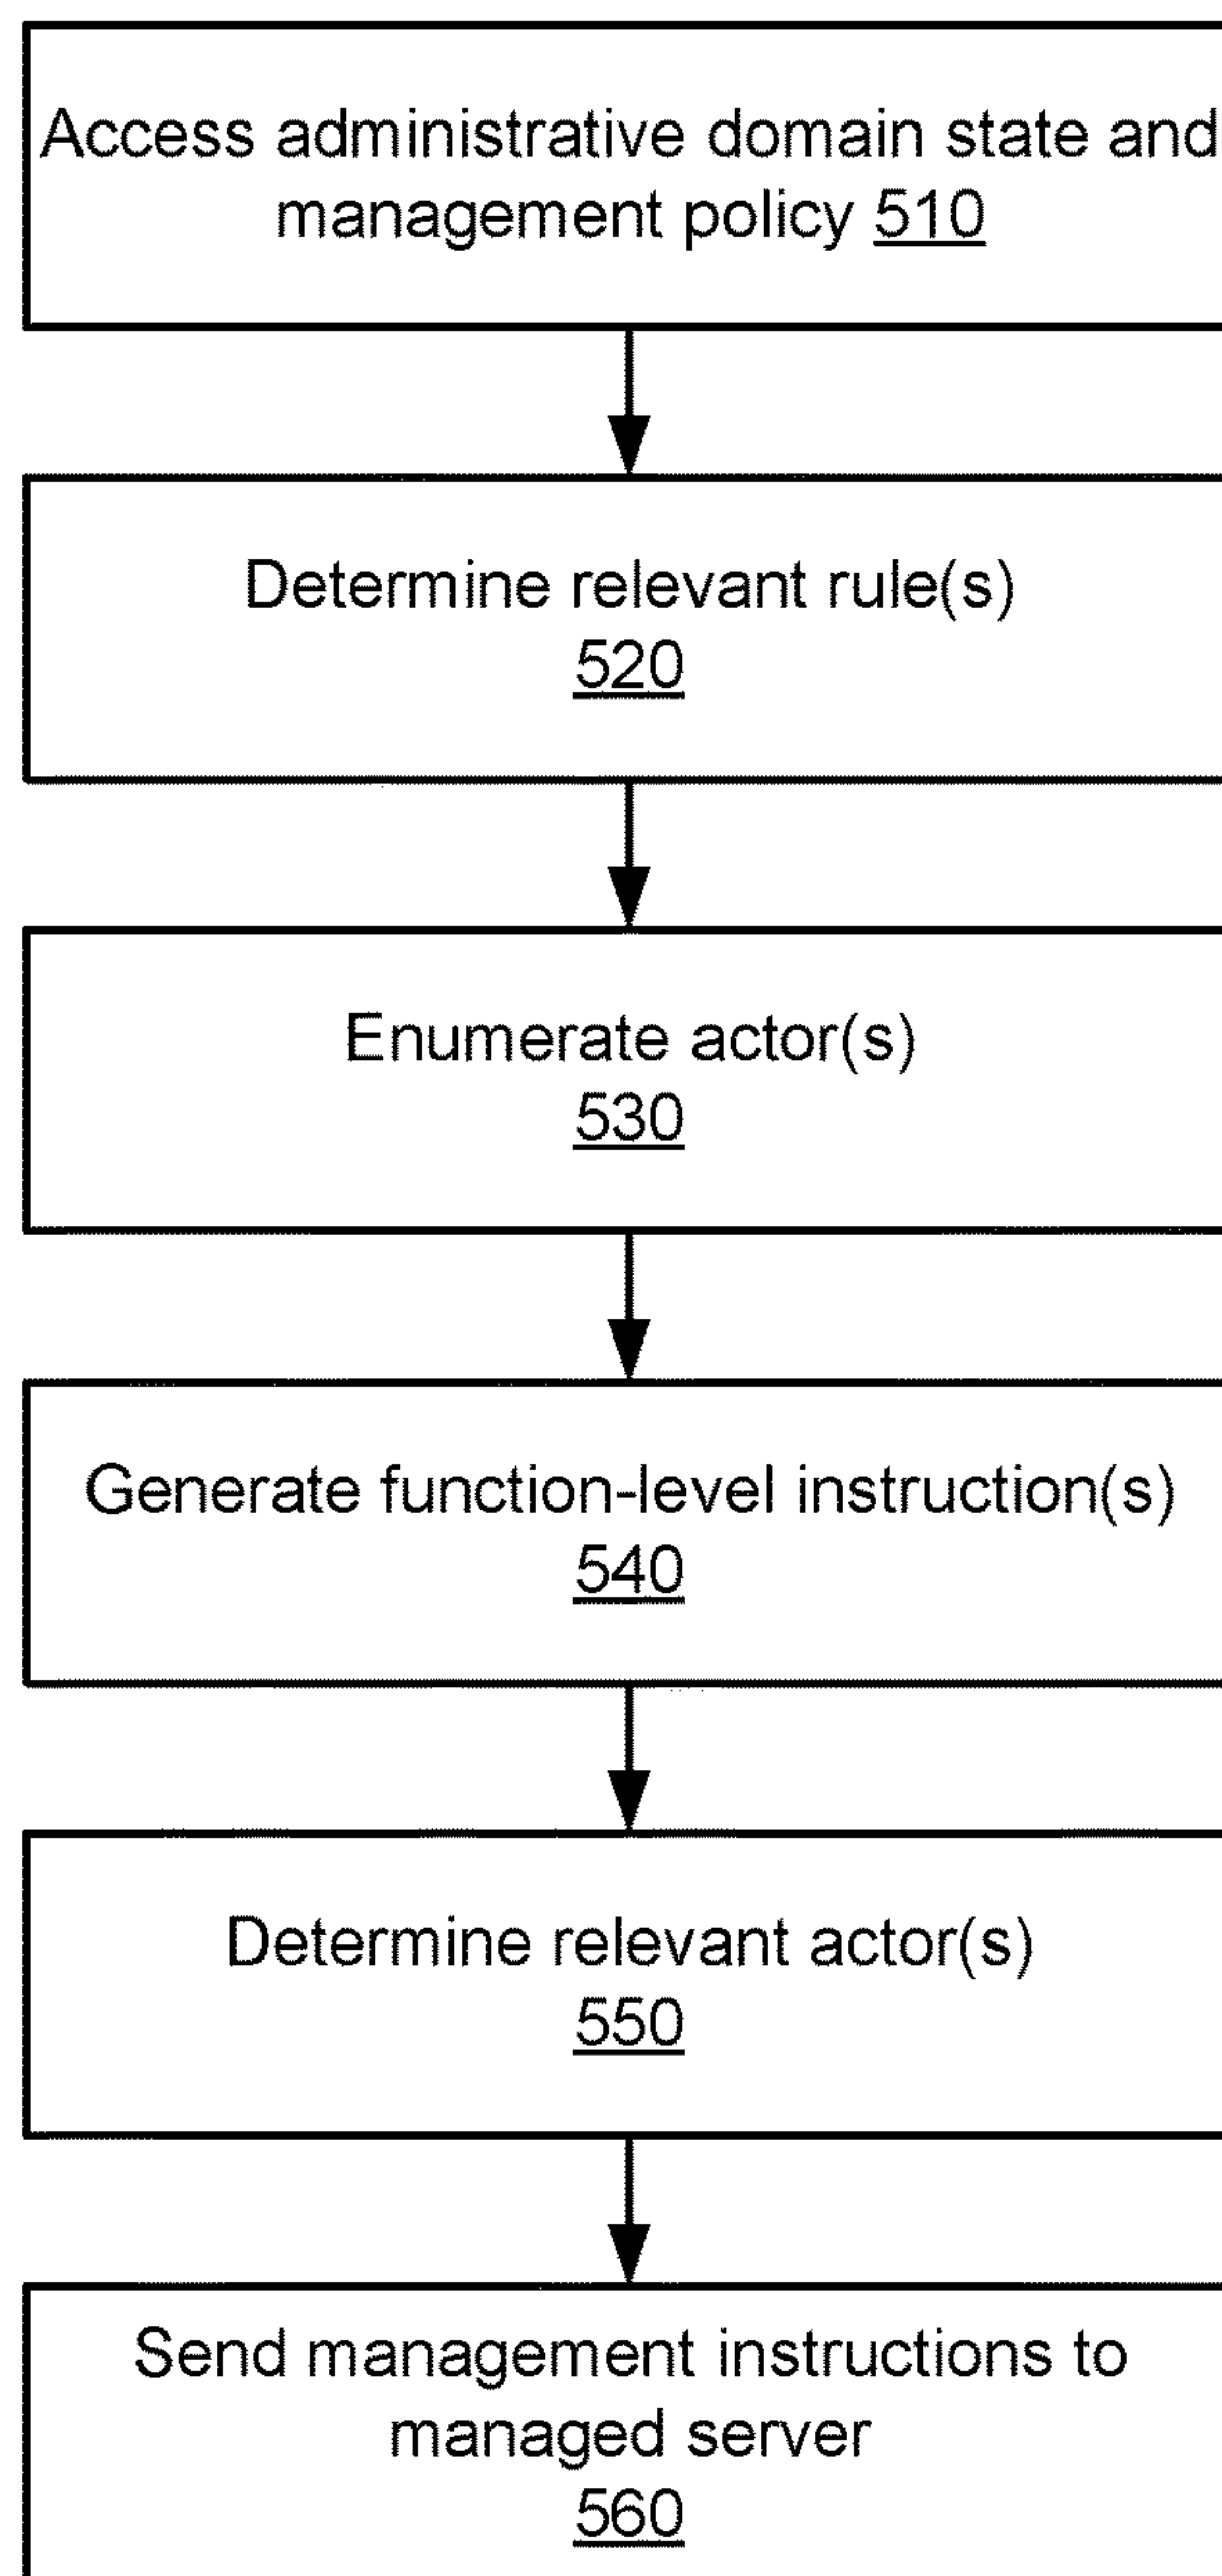 Access administrative domain state and
management policy 510
Determine relevant rule(s)
520
Enumerate actor(s)
530
Generate function-level instruction(s)
540
Determine relevant actor(s)
550
Send management instructions to
managed server
560